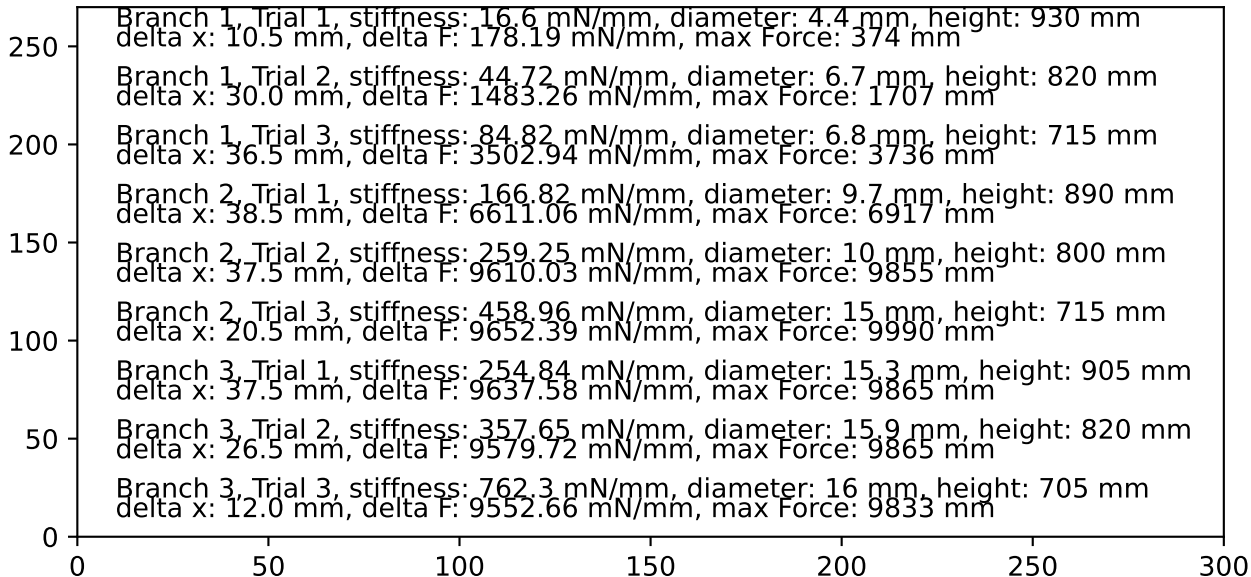 Branch 1, Trial 1, stiffness: 16.6 mN/mm, diameter: 4.4 mm, height: 930 mm
delta x: 10.5 mm, delta F: 178.19 mN/mm, max Force: 374 mm
250
Branch 1, Trial 2, stiffness: 44.72 mN/mm, diameter: 6.7 mm, height: 820 mm
delta x: 30.0 mm, delta F: 1483.26 mN/mm, max Force: 1707 mm
200
Branch 1, Trial 3, stiffness: 84.82 mN/mm, diameter: 6.8 mm, height: 715 mm
delta x: 36.5 mm, delta F: 3502.94 mN/mm, max Force: 3736 mm
Branch 2, Trial 1, stiffness: 166.82 mN/mm, diameter: 9.7 mm, height: 890 mm
delta x: 38.5 mm, delta F: 6611.06 mN/mm, max Force: 6917 mm
150
Branch 2, Trial 2, stiffness: 259.25 mN/mm, diameter: 10 mm, height: 800 mm
delta x: 37.5 mm, delta F: 9610.03 mN/mm, max Force: 9855 mm
Branch 2, Trial 3, stiffness: 458.96 mN/mm, diameter: 15 mm, height: 715 mm
delta x: 20.5 mm, delta F: 9652.39 mN/mm, max Force: 9990 mm
100
Branch 3, Trial 1, stiffness: 254.84 mN/mm, diameter: 15.3 mm, height: 905 mm
delta x: 37.5 mm, delta F: 9637.58 mN/mm, max Force: 9865 mm
Branch 3, Trial 2, stiffness: 357.65 mN/mm, diameter: 15.9 mm, height: 820 mm
delta x: 26.5 mm, delta F: 9579.72 mN/mm, max Force: 9865 mm
50
Branch 3, Trial 3, stiffness: 762.3 mN/mm, diameter: 16 mm, height: 705 mm
delta x: 12.0 mm, delta F: 9552.66 mN/mm, max Force: 9833 mm
0
0 50 100 150 200 250 300